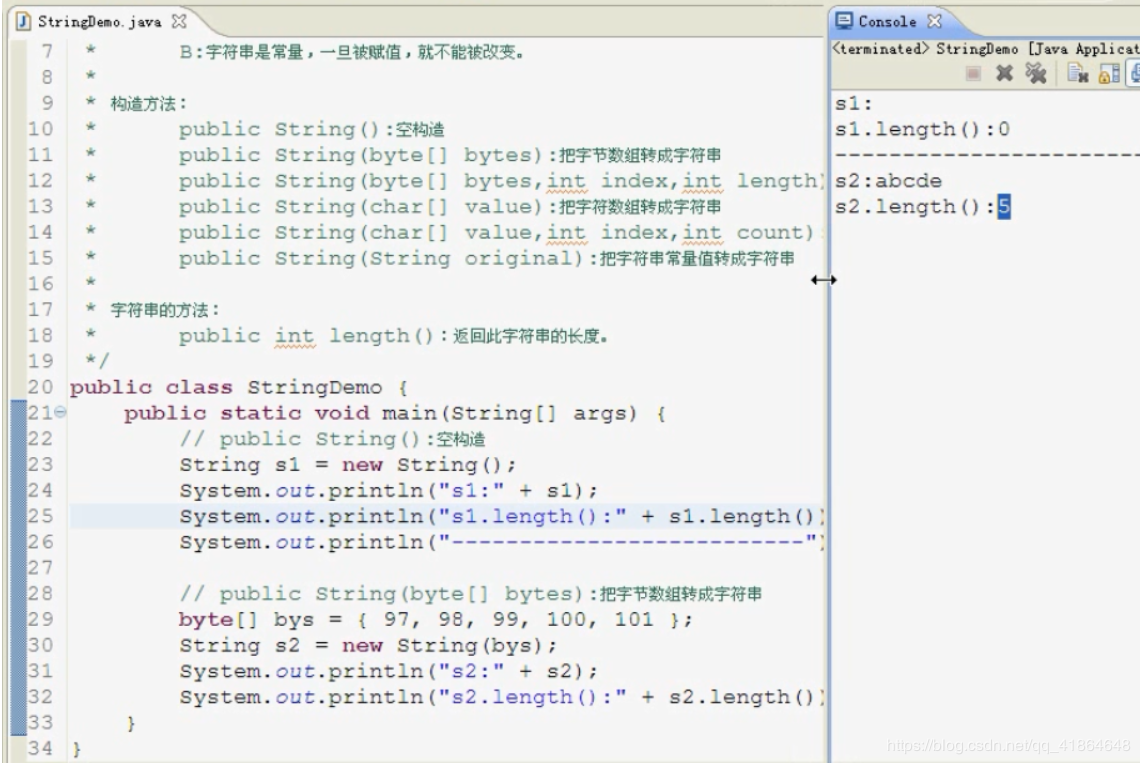 StringDemo.java
7 * B:字符串是常量，一旦被赋值，就不能被改变。
8 *
9 * 构造方法：
10 * public String():空构造
11 * public String(byte[] bytes):把字节数组转成字符串
12 * public String(byte[] bytes,int index,int length)
13 * public String(char[] value):把字符数组转成字符串
14 * public String(char[] value,int index,int count):
15 * public String(String original):把字符串常量值转成字符串
16 *
17 * 字符串的方法：
18 * public int length()：返回此字符串的长度。
19 */
20 public class StringDemo {
21 public static void main(String[] args) {
22 // public String():空构造
23 String s1 = new String();
24 System.out.println("s1:" + s1);
25 System.out.println("s1.length():" + s1.length())
26 System.out.println("--------------------------")
27
28 // public String(byte[] bytes):把字节数组转成字符串
29 byte[] bys = { 97, 98, 99, 100, 101 };
30 String s2 = new String(bys);
31 System.out.println("s2:" + s2);
32 System.out.println("s2.length():" + s2.length())
33 }
34 }
Console
<terminated> StringDemo [Java Applicat
s1:
s1.length():0
-----------------------
s2:abcde
s2.length():5
https://blog.csdn.net/qq_41864648